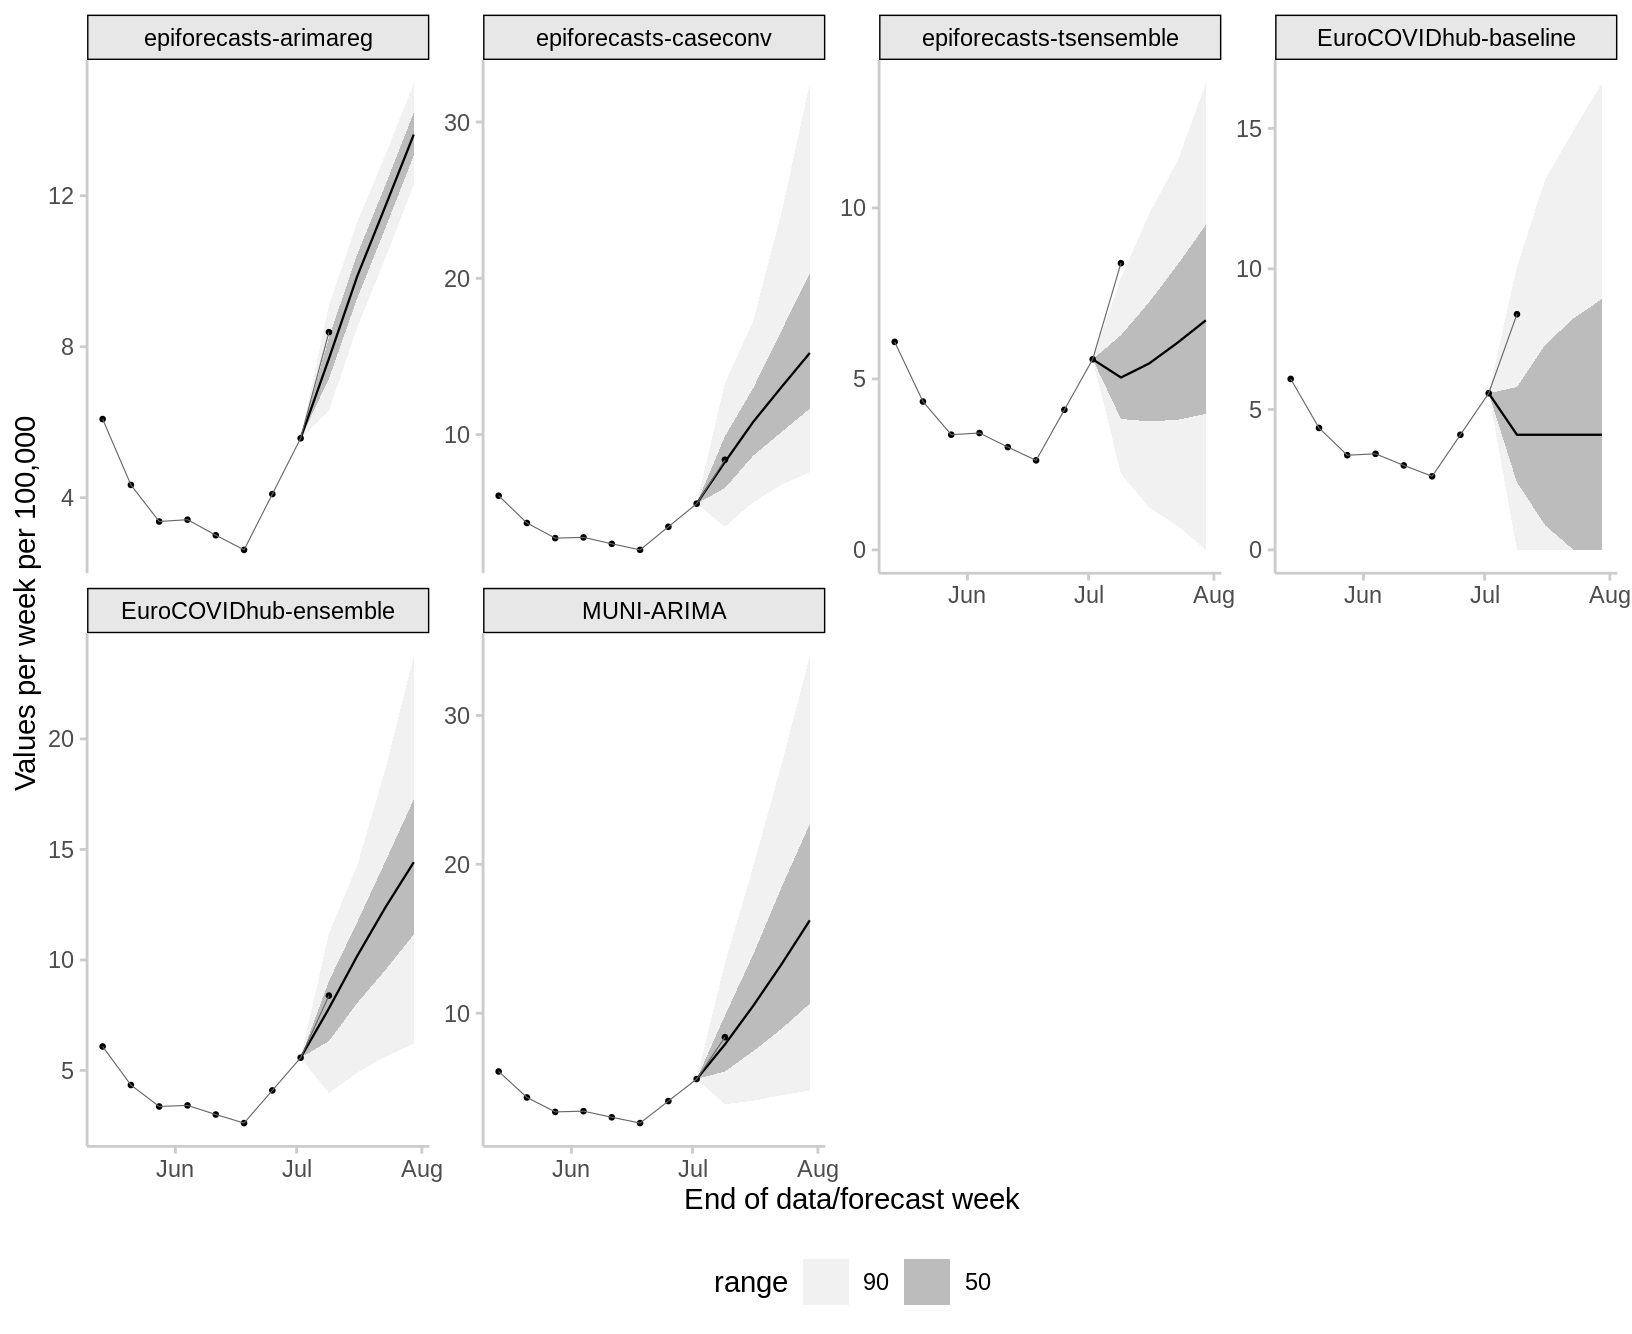 epiforecasts-arimareg
epiforecasts-caseconv
epiforecasts-tsensemble
EuroCOVIDhub-baseline
12
8
4
30
20
10
10
5
0
15
10
5
0
Jun Jul Aug
Jun Jul Aug
Values per week per 100,000
EuroCOVIDhub-ensemble
MUNI-ARIMA
20
15
10
5
30
20
10
Jun Jul Aug
Jun Jul Aug
End of data/forecast week
range 90 50